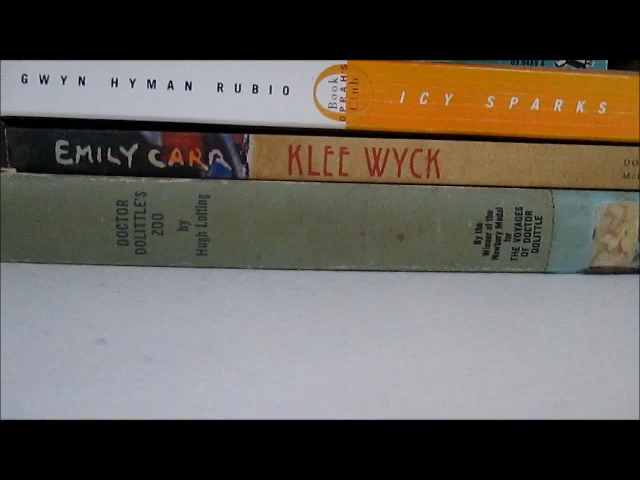 GWYN HYMAN RUBIO
OPRAH'S
Book
Club
ICY SPARKS
EMILY CARR
KLEE WYCK
DOCTOR
DOLITTLE'S
ZOO
by
Hugh Lofting
By the
Winner of the
Newbery Medal
for
THE VOYAGES
OF DOCTOR
DOLITTLE